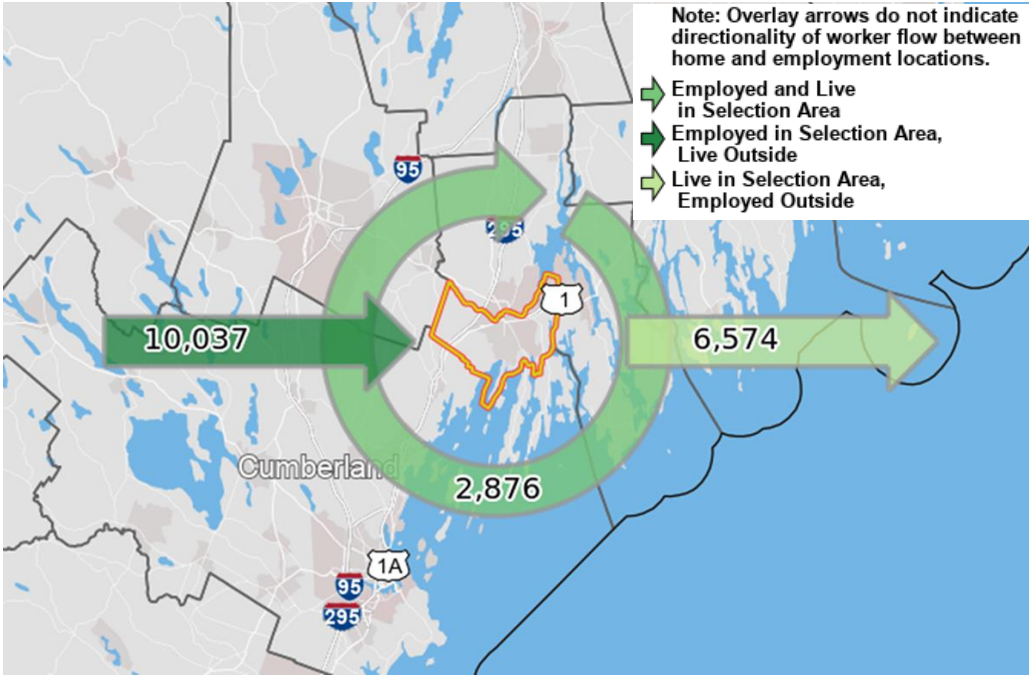 Note: Overlay arrows do not indicate
directionality of worker flow between
home and employment locations.
Employed and Live
in Selection Area
Employed in Selection Area,
Live Outside
Live in Selection Area,
Employed Outside
95
295
1
10,037
6,574
Cumberland
2,876
1A
95
295